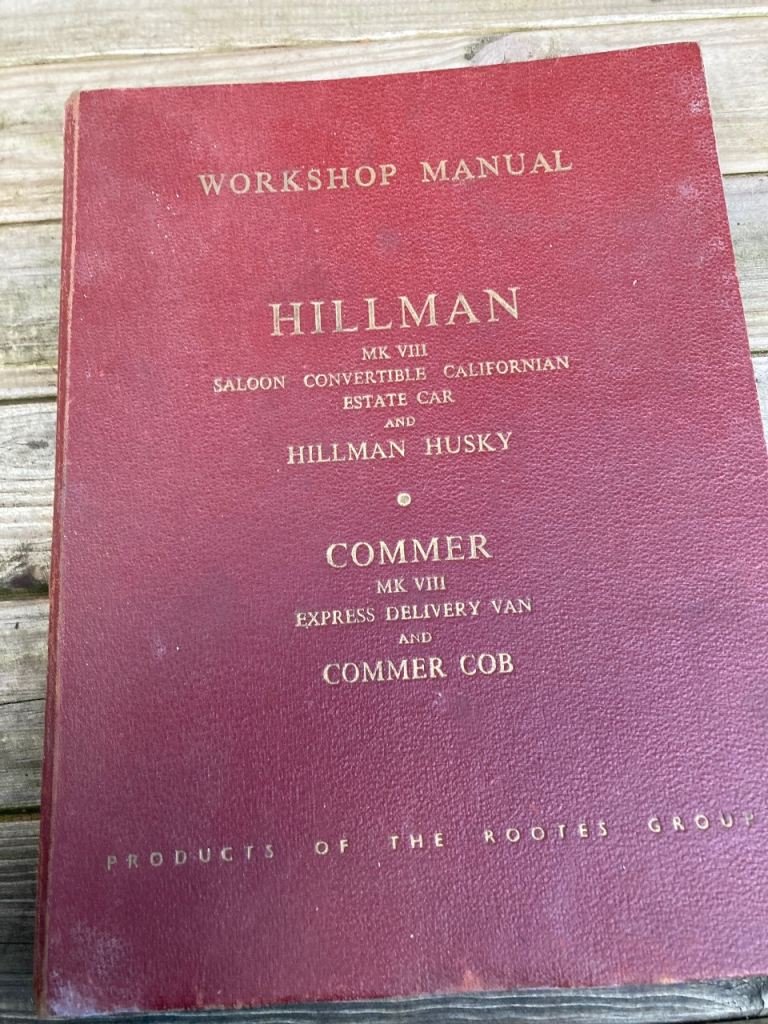 WORKSHOP MANUAL
HILLMAN
MK VIII
SALOON CONVERTIBLE CALIFORNIAN
ESTATE CAR
AND
HILLMAN HUSKY
COMMER
MK VIII
EXPRESS DELIVERY VAN
AND
COMMER COB
PRODUCTS OF THE ROOTES GROUP